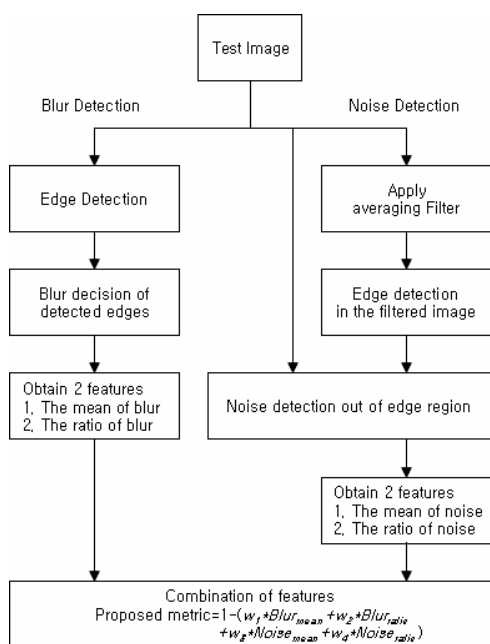 Test Image
Blur Detection
Noise Detection
Edge Detection
Apply
averaging Filter
Blur decision of
detected edges
Edge detection
in the filtered image
Obtain 2 features
1, The mean of blur
2, The ratio of blur
Noise detection out of edge region
Obtain 2 features
1, The mean of noise
2, The ratio of noise
Combination of features
Proposed metric=1-(w1*Blurmean+w2*Blurratio
+w3*Noisemean+w4*Noiseratio)